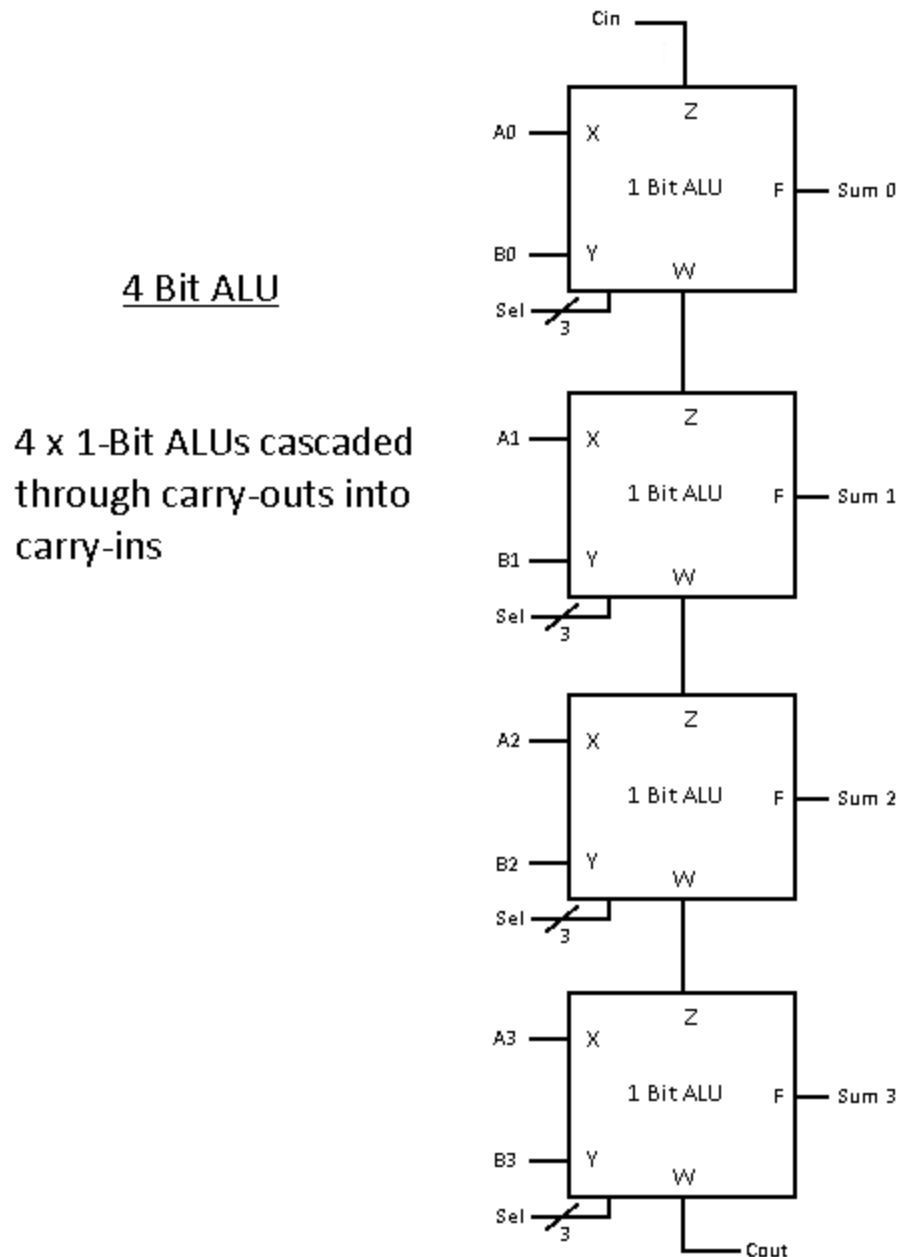 Cin
Z
A0
X
1 Bit ALU
F
Sum 0
B0
Y
W
Sel
3
4 Bit ALU
Z
A1
X
4 x 1-Bit ALUs cascaded
through carry-outs into
carry-ins
1 Bit ALU
F
Sum 1
B1
Y
W
Sel
3
Z
A2
X
1 Bit ALU
F
Sum 2
B2
Y
W
Sel
3
Z
A3
X
1 Bit ALU
F
Sum 3
B3
Y
W
Sel
3
Cout